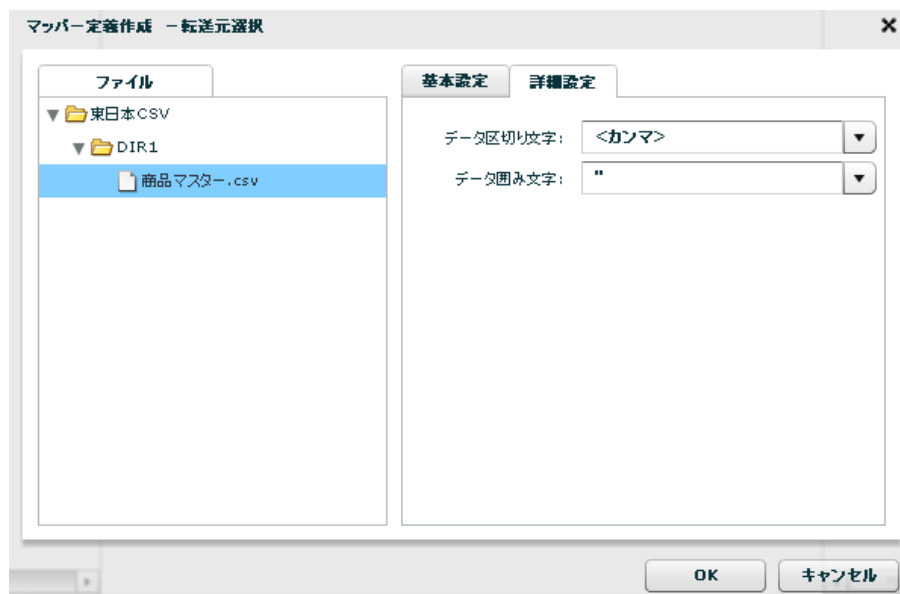 マッパー定義作成 －転送元選択
ファイル
東日本CSV
DIR1
商品マスター.csv
基本設定 詳細設定
データ区切り文字: <カンマ>
データ囲み文字: "
OK キャンセル